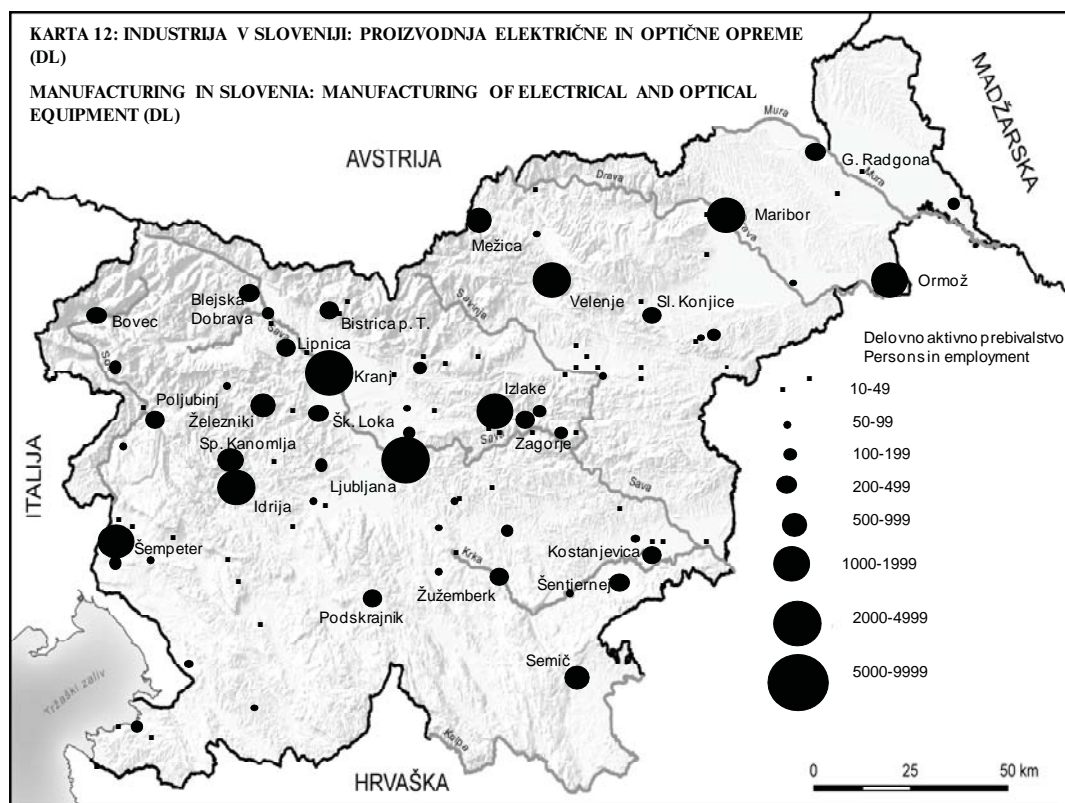 KARTA 12: INDUSTRIJA V SLOVENIJI: PROIZVODNJA ELEKTRIČNE IN OPTIČNE OPREME
(DL)
MANUFACTURING IN SLOVENIA: MANUFACTURING OF ELECTRICAL AND OPTICAL
EQUIPMENT (DL)
MADŽARSKA
AVSTRIJA
Mura
G. Radgona
Mura
Drava
Maribor
Drava
Mežica
Velenje
Ormož
Savinja
Sl. Konjice
Blejska
Dobrava
Bistrica p. T.
Bovec
Sava
Lipnica
Soča
Kranj
Izlake
Poljubinj
Železniki
Šk. Loka
Sava
Zagorje
Sp. Kanomlja
Ljubljana
Idrija
Sava
ITALIJA
Šempeter
Krka
Kostanjevica
Šentjernej
Žužemberk
Podskrajnik
Semič
Tržaški zaliv
Kolpa
HRVAŠKA
Delovno aktivno prebivalstvo
Persons in employment
10-49
50-99
100-199
200-499
500-999
1000-1999
2000-4999
5000-9999
0 25 50 km